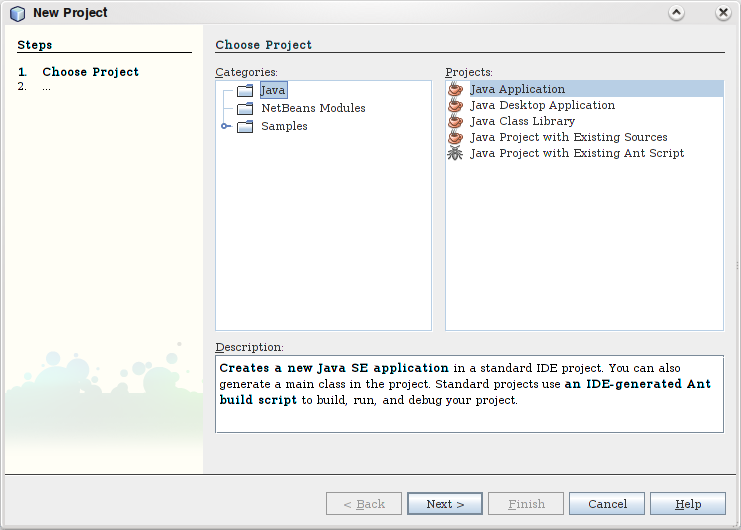 New Project
Steps
1. Choose Project
2. ...
Choose Project
Categories:
Java
NetBeans Modules
Samples
Projects:
Java Application
Java Desktop Application
Java Class Library
Java Project with Existing Sources
Java Project with Existing Ant Script
Description:
Creates a new Java SE application in a standard IDE project. You can also
generate a main class in the project. Standard projects use an IDE-generated Ant
build script to build, run, and debug your project.
< Back
Next >
Finish
Cancel
Help